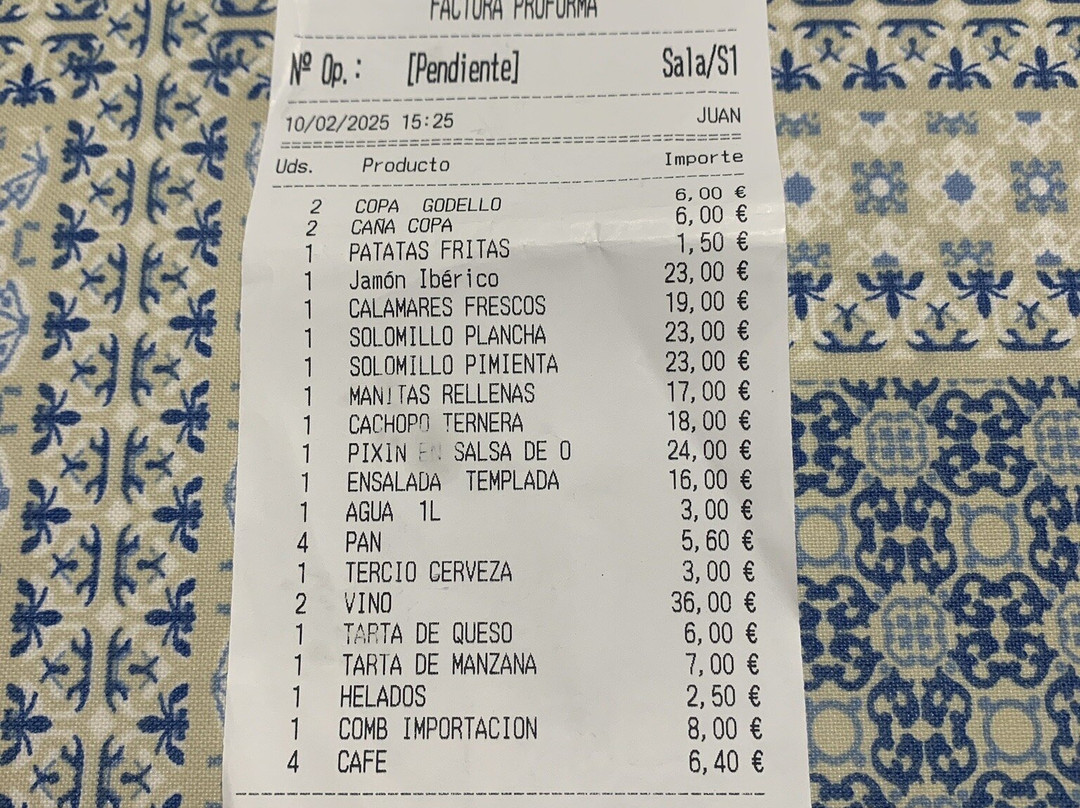 FACTURA PROFORMA
Nº Op.: [Pendiente] Sala/S1
10/02/2025 15:25 JUAN
Uds. Producto Importe
2 COPA GODELLO 6,00 €
2 CAÑA COPA 6,00 €
1 PATATAS FRITAS 1,50 €
1 Jamón Ibérico 23,00 €
1 CALAMARES FRESCOS 19,00 €
1 SOLOMILLO PLANCHA 23,00 €
1 SOLOMILLO PIMIENTA 23,00 €
1 MANITAS RELLENAS 17,00 €
1 CACHOPO TERNERA 18,00 €
1 PIXIN EN SALSA DE O 24,00 €
1 ENSALADA TEMPLADA 16,00 €
1 AGUA 1L 3,00 €
4 PAN 5,60 €
1 TERCIO CERVEZA 3,00 €
2 VINO 36,00 €
1 TARTA DE QUESO 6,00 €
1 TARTA DE MANZANA 7,00 €
1 HELADOS 2,50 €
1 COMB IMPORTACION 8,00 €
4 CAFE 6,40 €